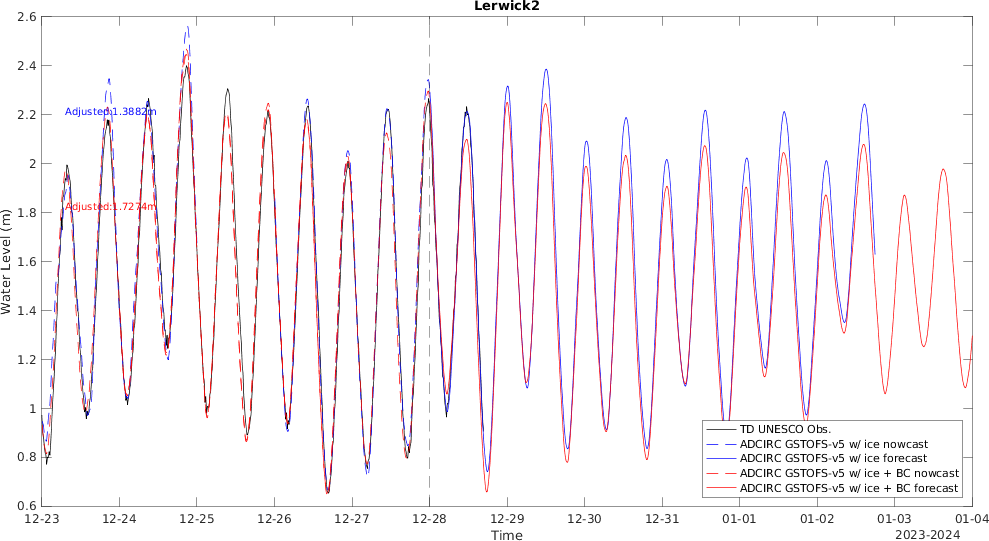 Lerwick2
2.6
2.4
2.2
2
1.8
1.6
1.4
1.2
1
0.8
0.6
Water Level (m)
Adjusted:1.3882m
Adjusted:1.7274m
TD UNESCO Obs.
ADCIRC GSTOFS-v5 w/ ice nowcast
ADCIRC GSTOFS-v5 w/ ice forecast
ADCIRC GSTOFS-v5 w/ ice + BC nowcast
ADCIRC GSTOFS-v5 w/ ice + BC forecast
12-23 12-24 12-25 12-26 12-27 12-28 12-29 12-30 12-31 01-01 01-02 01-03 01-04
Time
2023-2024